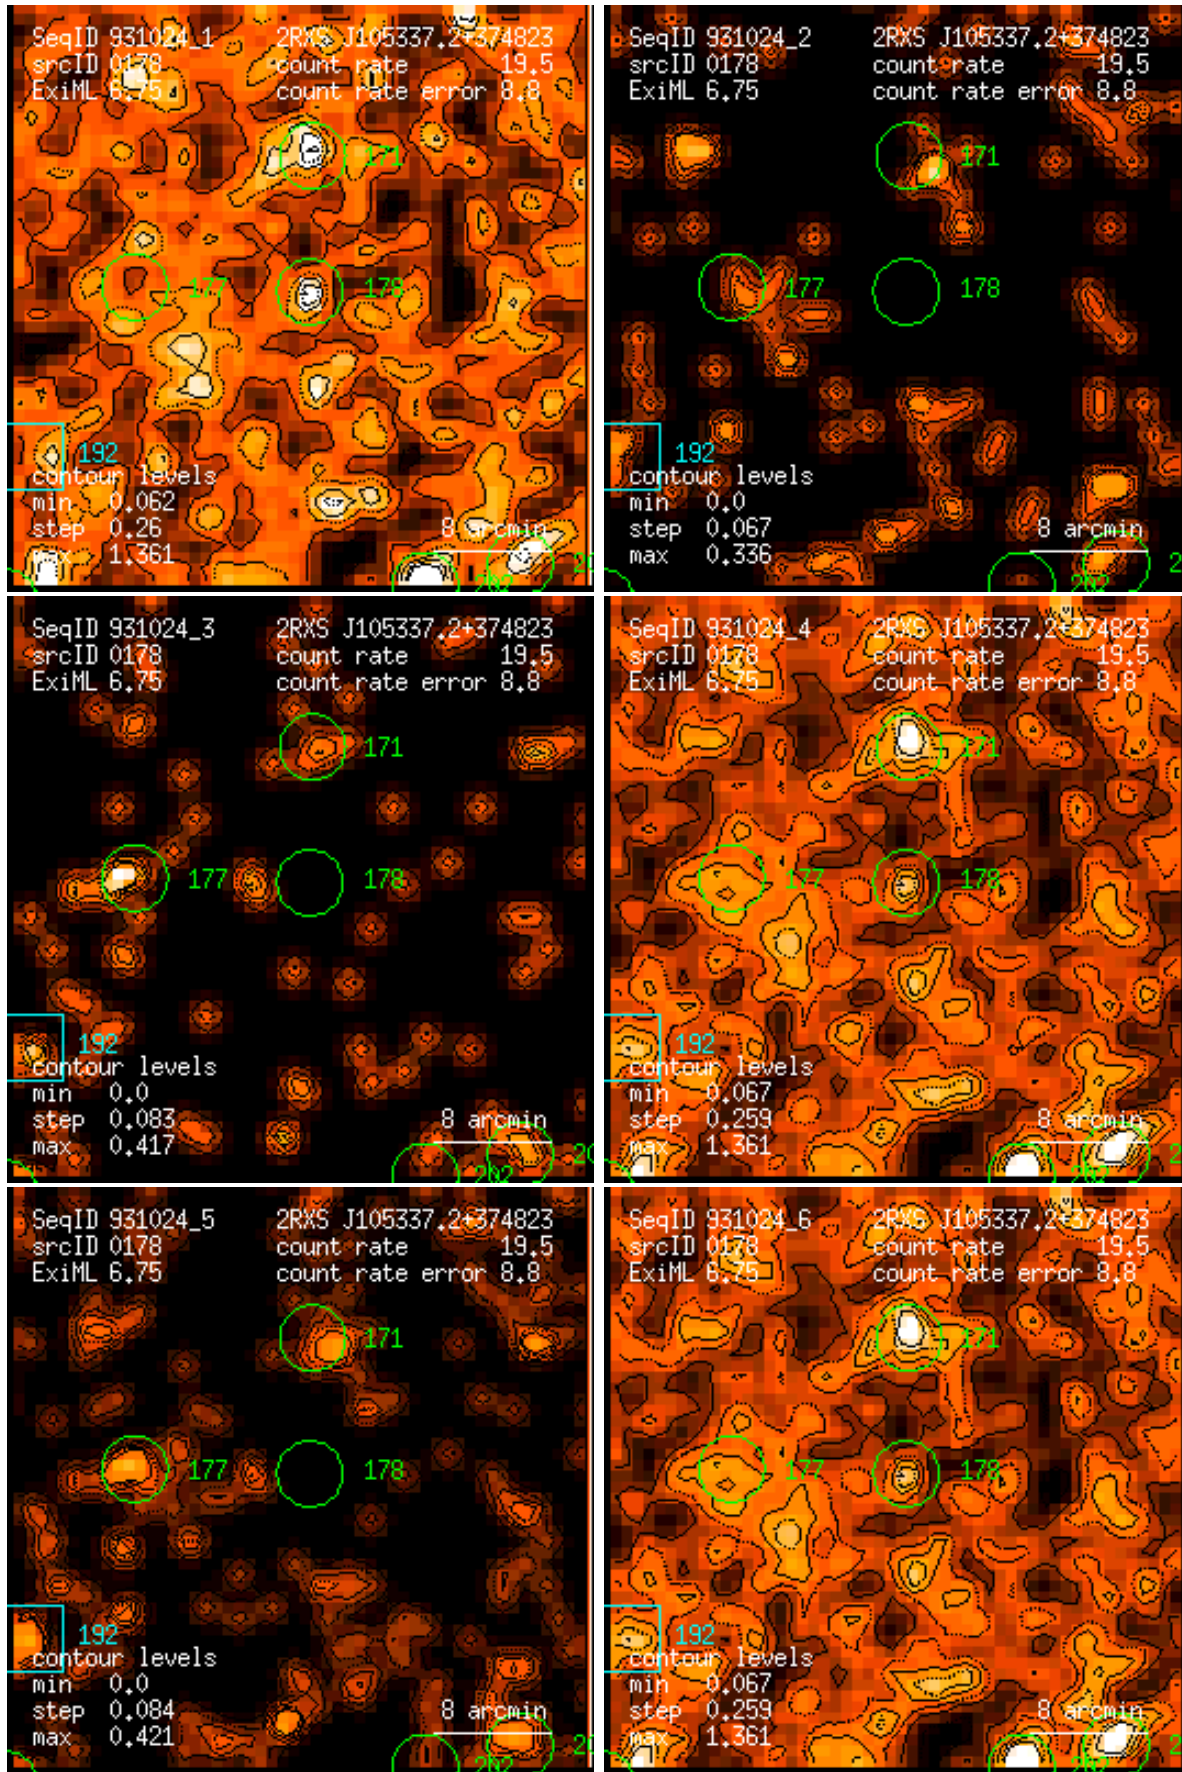 SeqID 931024_1 2RXS J105337.2+374823
srcID 0178 count rate 19.5
ExiML 6.75 count rate error 8.8
171
177 178
192
contour levels
min 0.062
step 0.26 8 arcmin
max 1.361
202
SeqID 931024_2 2RXS J105337.2+374823
srcID 0178 count rate 19.5
ExiML 6.75 count rate error 8.8
171
177 178
192
contour levels
min 0.0
step 0.067 8 arcmin
max 0.336
202
SeqID 931024_3 2RXS J105337.2+374823
srcID 0178 count rate 19.5
ExiML 6.75 count rate error 8.8
171
177 178
192
contour levels
min 0.0
step 0.083 8 arcmin
max 0.417
202
SeqID 931024_4 2RXS J105337.2+374823
srcID 0178 count rate 19.5
ExiML 6.75 count rate error 8.8
171
177 178
192
contour levels
min 0.067
step 0.259 8 arcmin
max 1.361
202
SeqID 931024_5 2RXS J105337.2+374823
srcID 0178 count rate 19.5
ExiML 6.75 count rate error 8.8
171
177 178
192
contour levels
min 0.0
step 0.084 8 arcmin
max 0.421
202
SeqID 931024_6 2RXS J105337.2+374823
srcID 0178 count rate 19.5
ExiML 6.75 count rate error 8.8
171
177 178
192
contour levels
min 0.067
step 0.259 8 arcmin
max 1.361
202